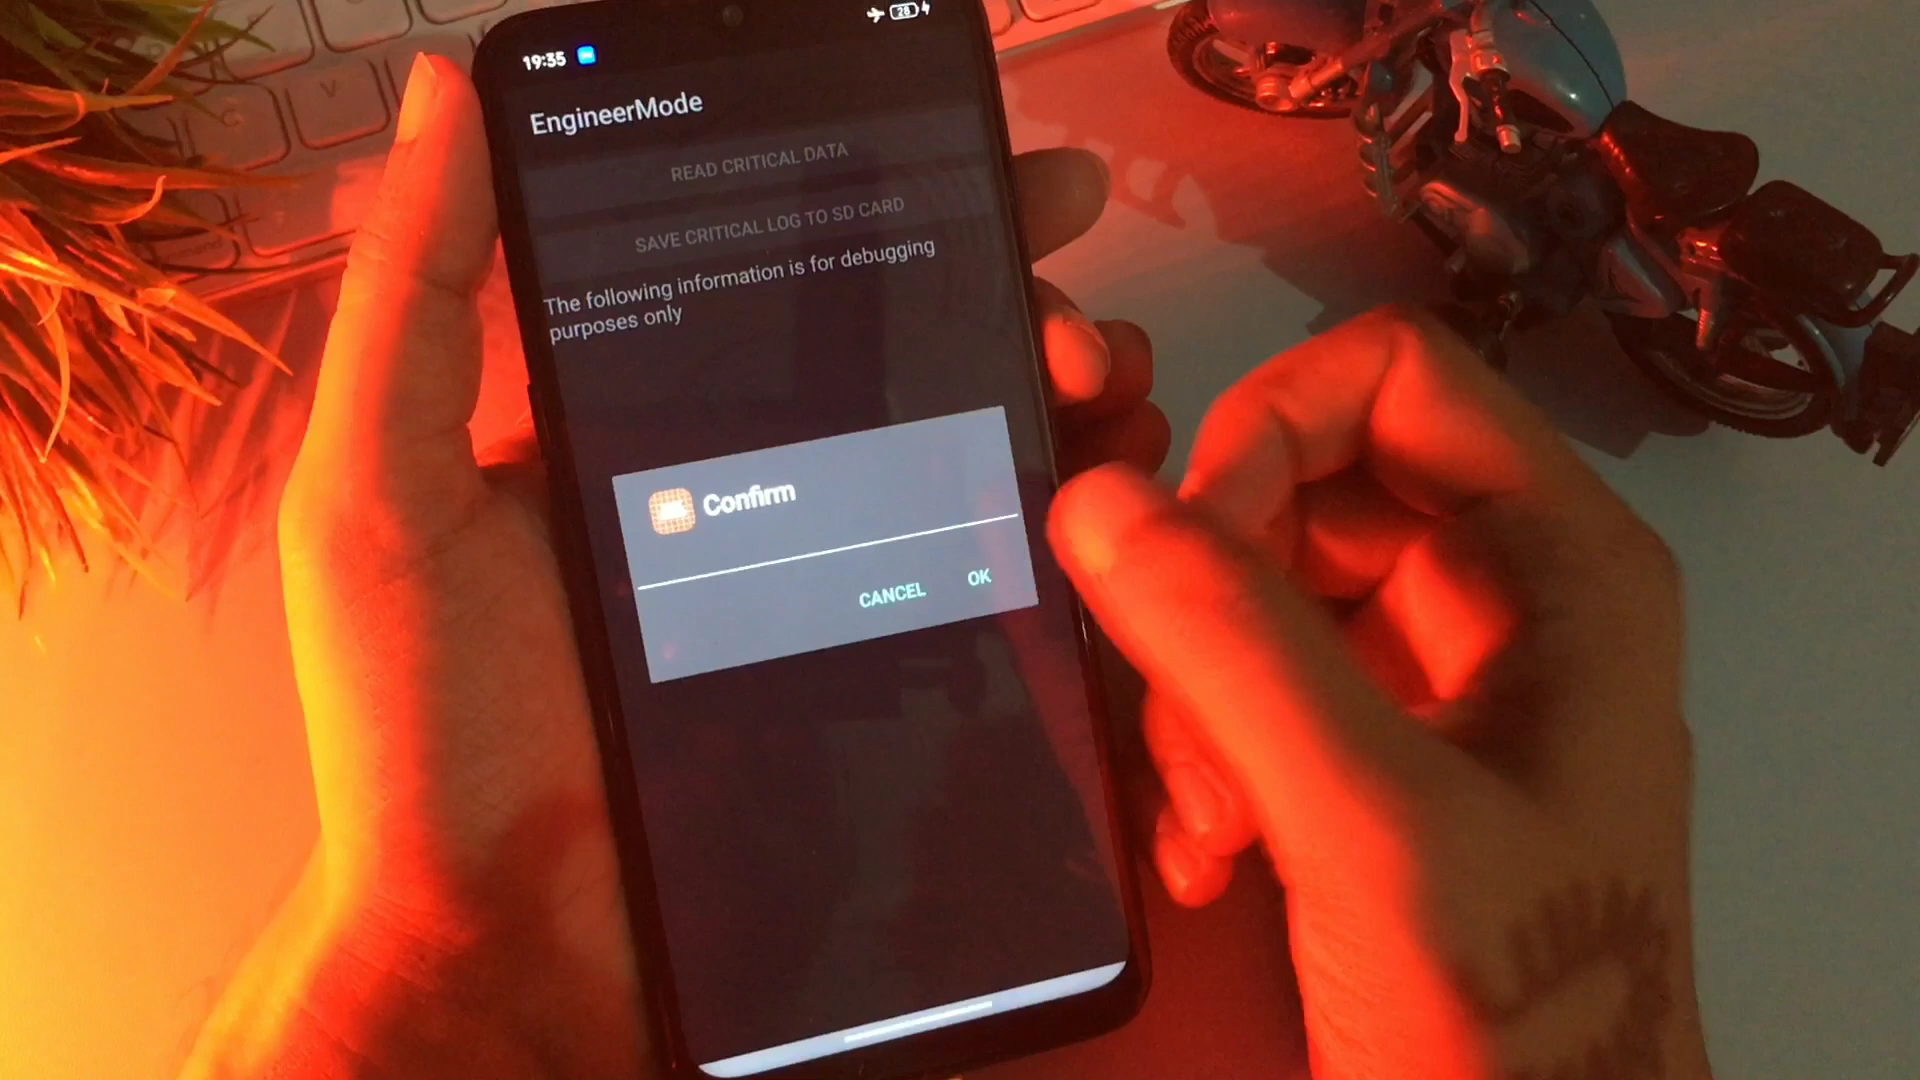 19:35
28
EngineerMode
READ CRITICAL DATA
SAVE CRITICAL LOG TO SD CARD
The following information is for debugging
purposes only
Confirm
CANCEL
OK
V
C